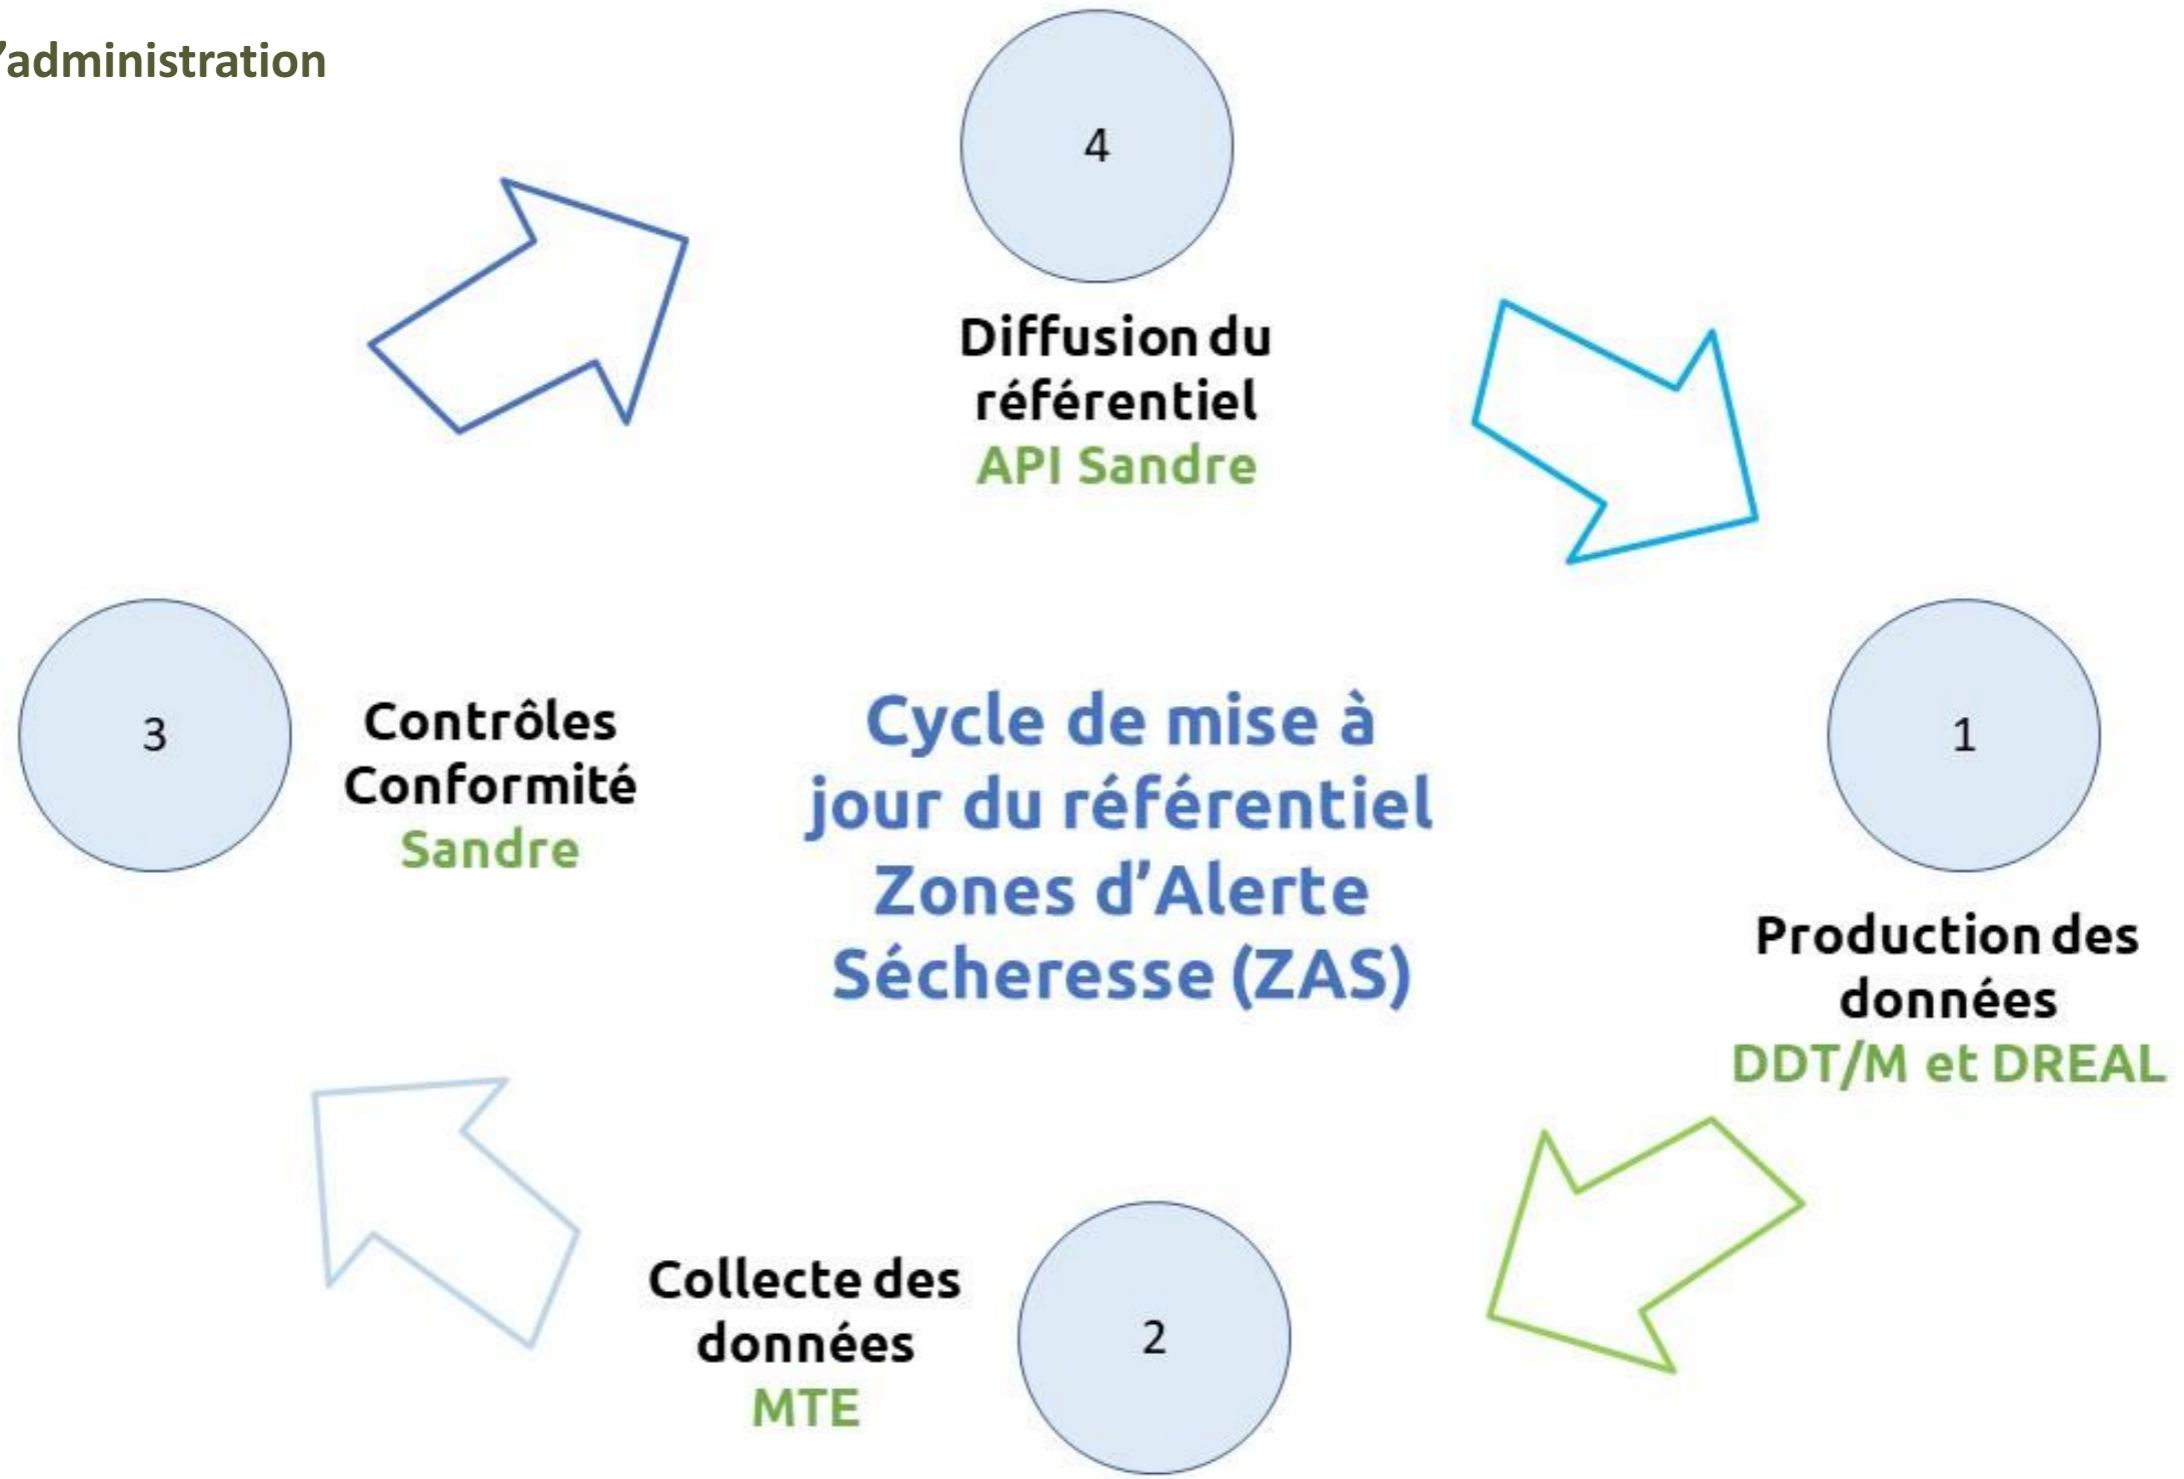 ’administration
4
Diffusion du
référentiel
API Sandre
1
Production des
données
DDT/M et DREAL
2
Collecte des
données
MTE
3
Contrôles
Conformité
Sandre
Cycle de mise à
jour du référentiel
Zones d’Alerte
Sécheresse (ZAS)